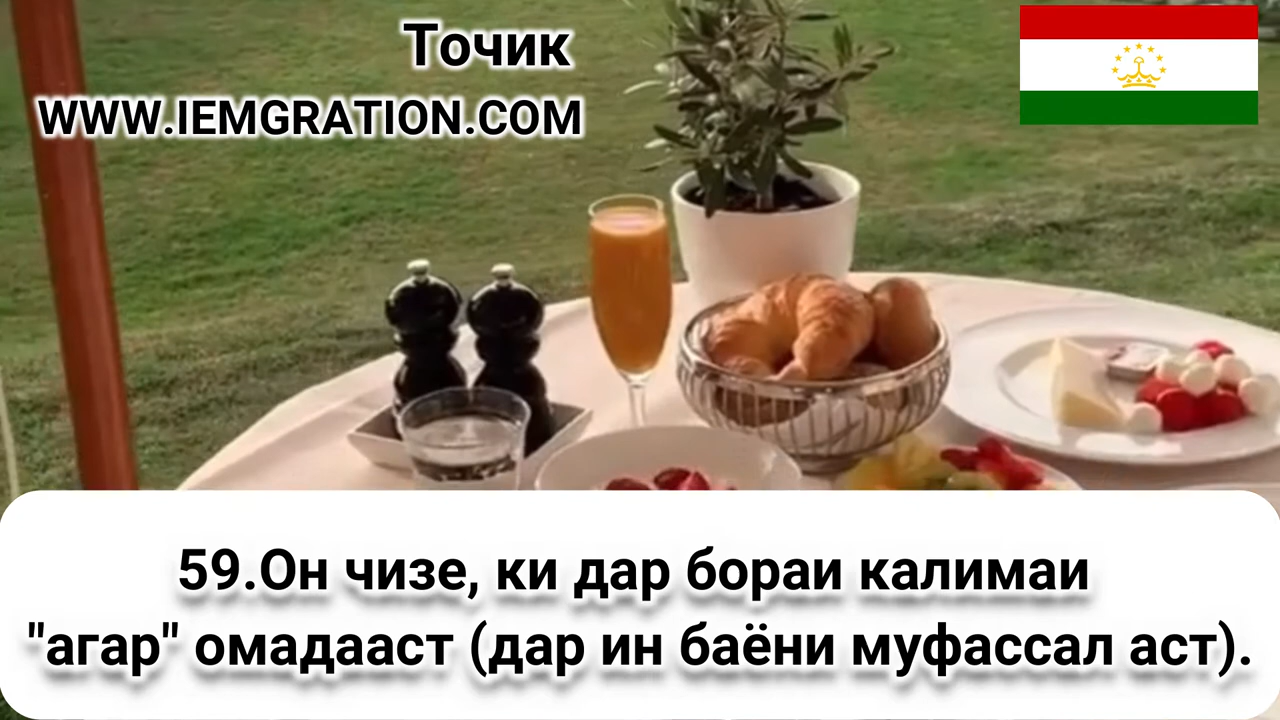 Точик
WWW.IEMGRATION.COM
59.Он чизе, ки дар бораи калимаи
"агар" омадааст (дар ин баёни муфассал аст).